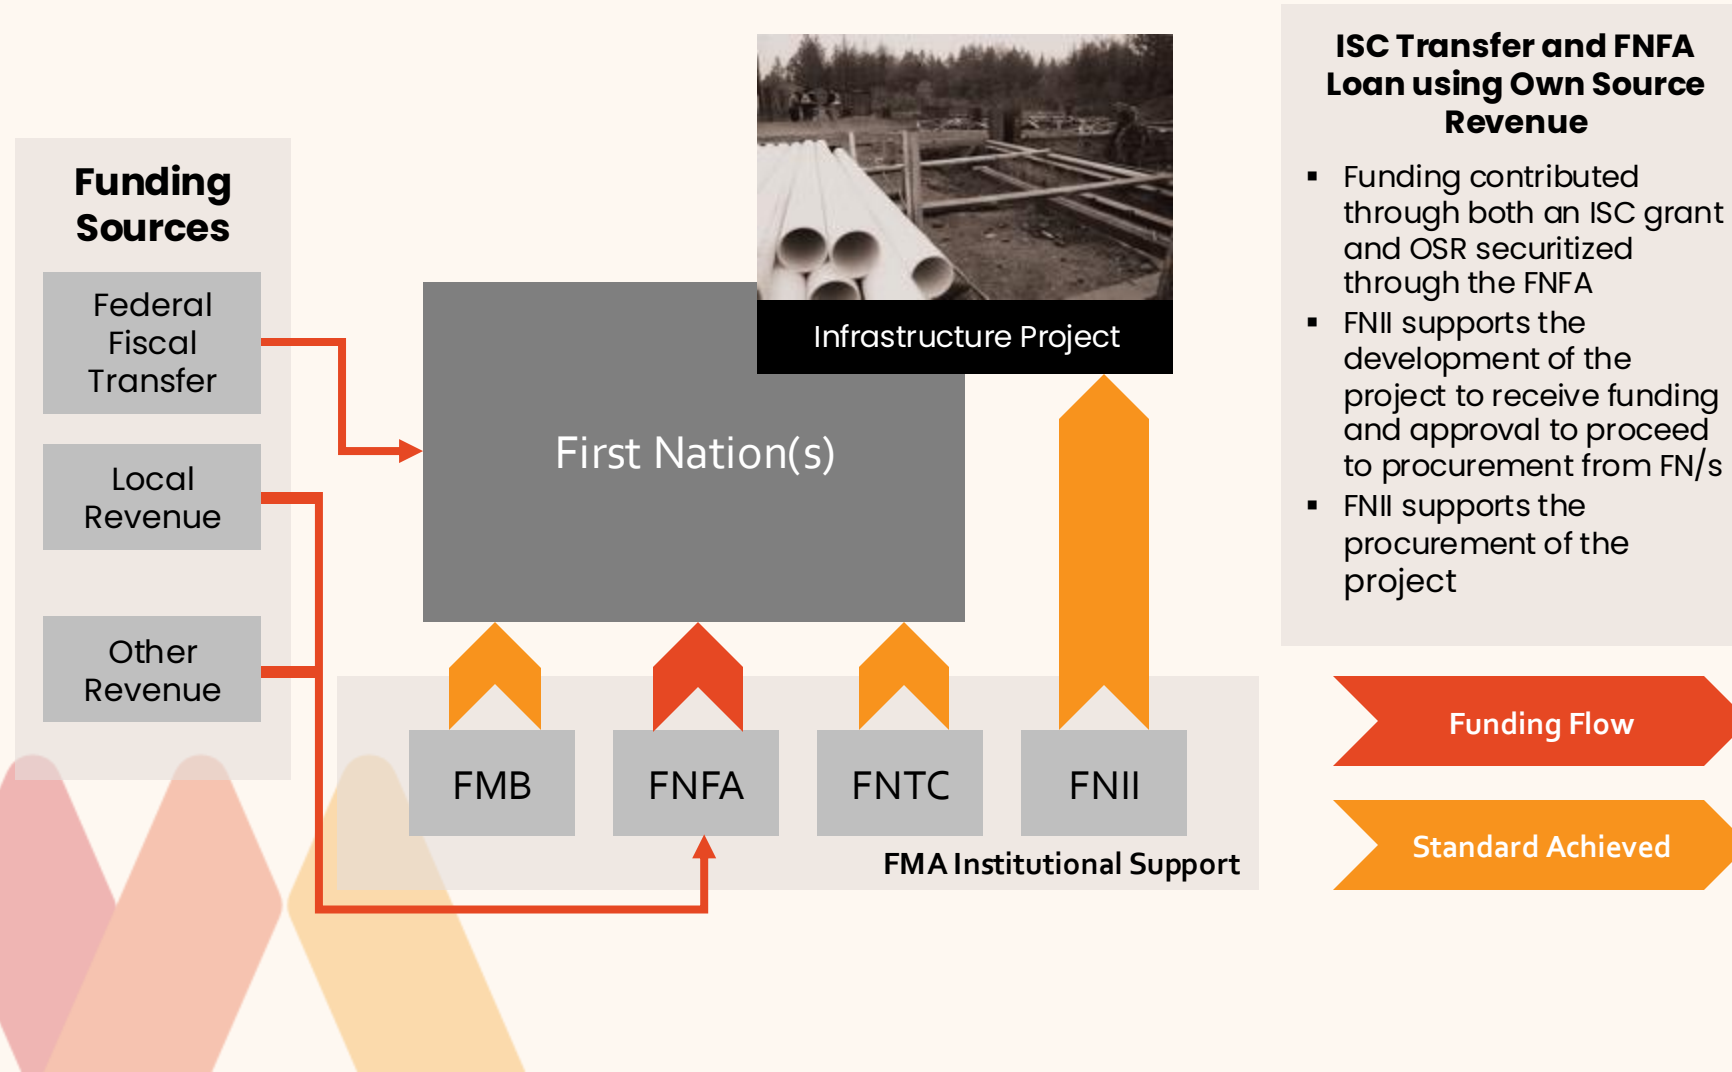 Funding
Sources
Federal
Fiscal
Transfer
Local
Revenue
Other
Revenue
First Nation(s)
Infrastructure Project
FMB
FNFA
FNTC
FNII
FMA Institutional Support
ISC Transfer and FNFA
Loan using Own Source
Revenue
▪ Funding contributed
through both an ISC grant
and OSR securitized
through the FNFA
▪ FNII supports the
development of the
project to receive funding
and approval to proceed
to procurement from FN/s
▪ FNII supports the
procurement of the
project
Funding Flow
Standard Achieved